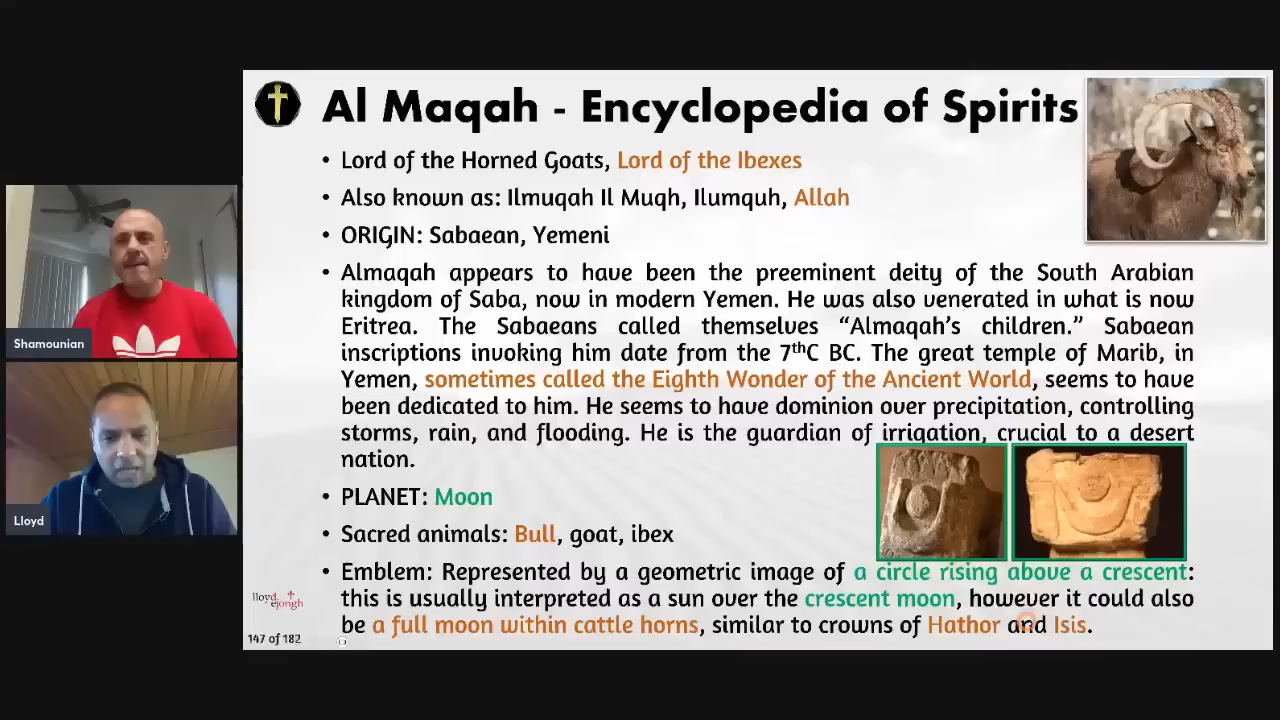 Al Maqah - Encyclopedia of Spirits
• Lord of the Horned Goats, Lord of the Ibexes
• Also known as: Ilmuqah Il Muqh, Ilumquh, Allah
• ORIGIN: Sabaean, Yemeni
• Almaqah appears to have been the preeminent deity of the South Arabian
kingdom of Saba, now in modern Yemen. He was also venerated in what is now
Eritrea. The Sabaeans called themselves “Almaqah’s children.” Sabaean
inscriptions invoking him date from the 7thC BC. The great temple of Marib, in
Yemen, sometimes called the Eighth Wonder of the Ancient World, seems to have
been dedicated to him. He seems to have dominion over precipitation, controlling
storms, rain, and flooding. He is the guardian of irrigation, crucial to a desert
nation.
• PLANET: Moon
• Sacred animals: Bull, goat, ibex
• Emblem: Represented by a geometric image of a circle rising above a crescent:
this is usually interpreted as a sun over the crescent moon, however it could also
be a full moon within cattle horns, similar to crowns of Hathor and Isis.
Shamounian
Lloyd
lloyd
ejongh
147 of 182